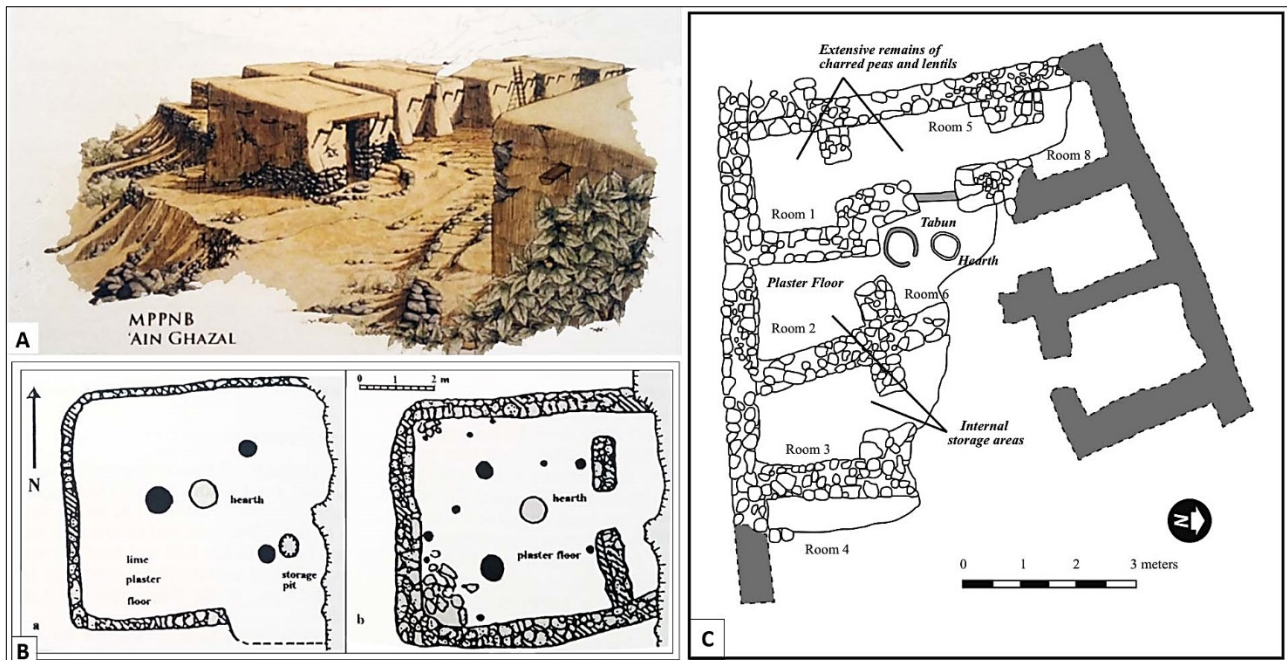 MPPNB
'AIN GHAZAL
A
0 1 2 m
N
hearth
lime
plaster
floor
storage
pit
a
hearth
plaster floor
b
B
Extensive remains of
charred peas and lentils
Room 5
Room 8
Room 1
Tabun
Hearth
Plaster Floor
Room 6
Room 2
Internal
storage areas
Room 3
N
Room 4
0 1 2 3 meters
C